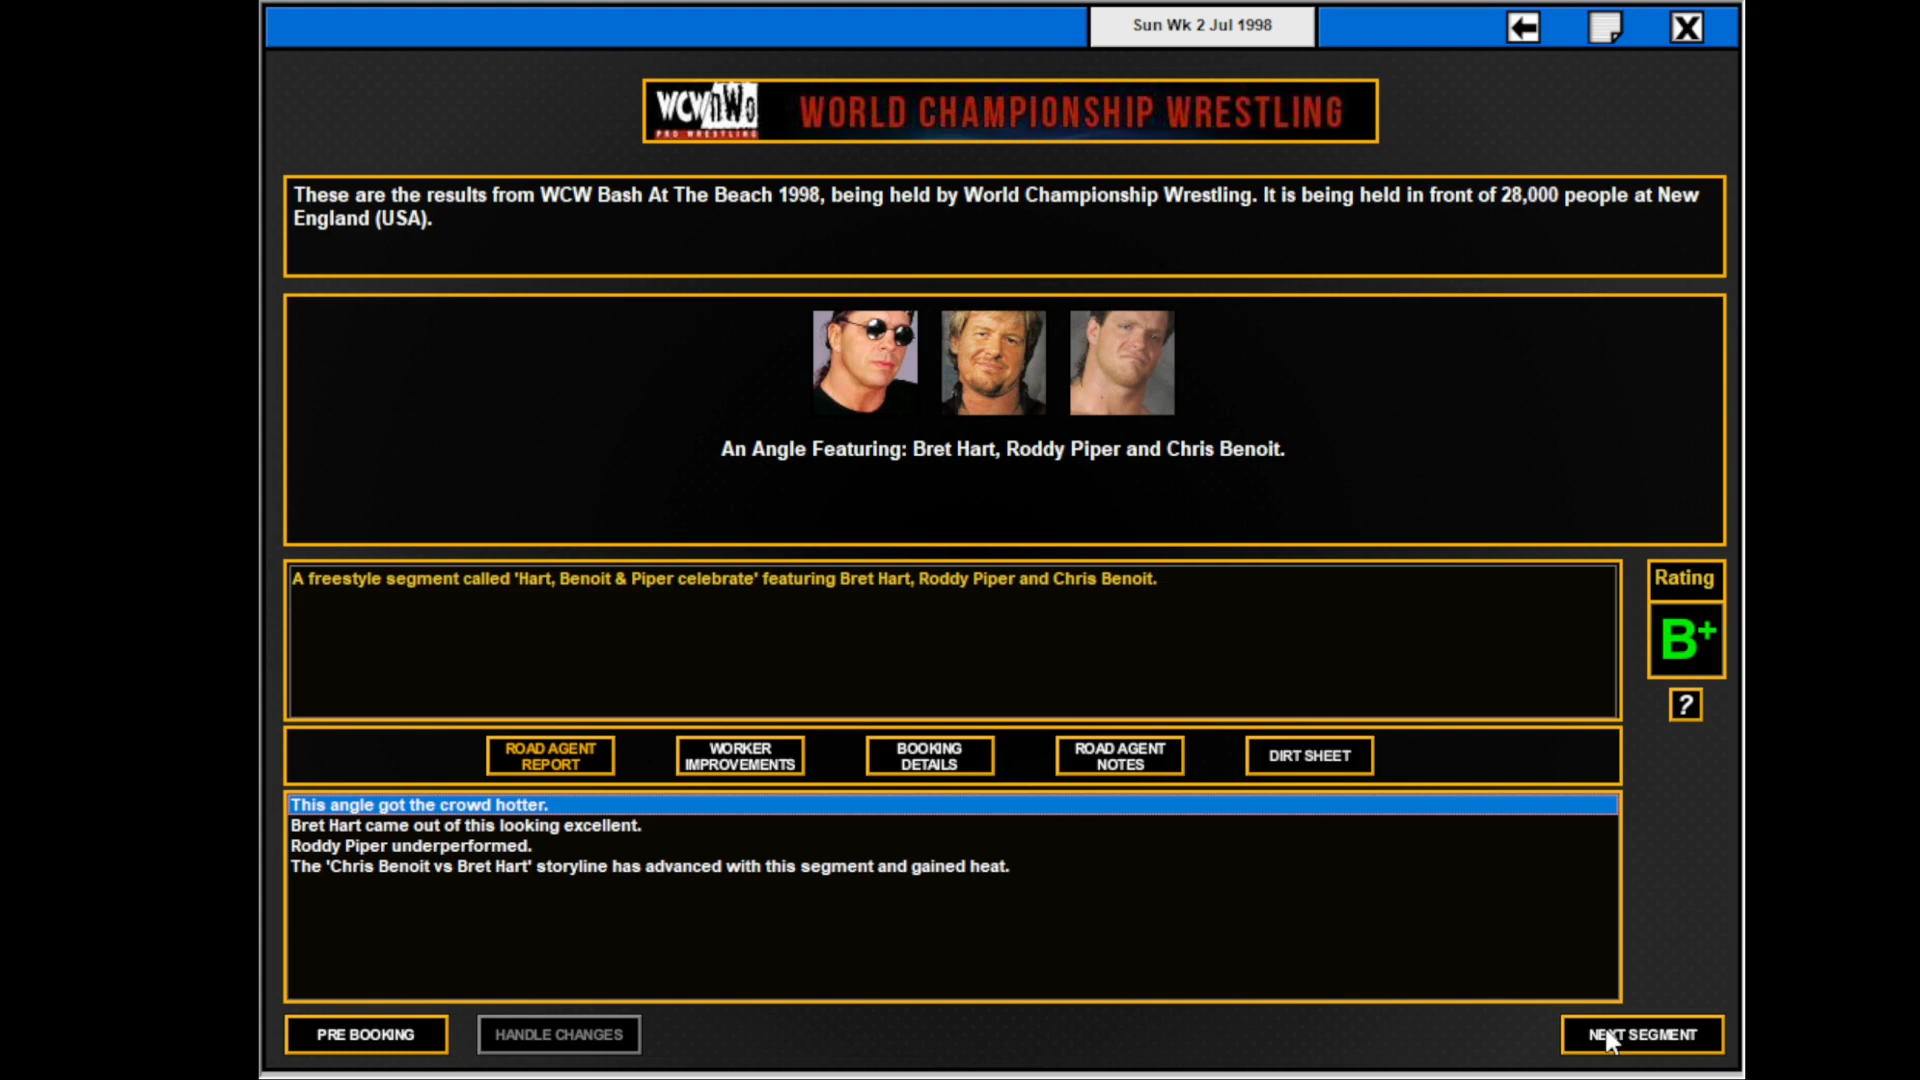 Sun Wk 2 Jul 1998
WCW/nWo
PRO WRESTLING
WORLD CHAMPIONSHIP WRESTLING
These are the results from WCW Bash At The Beach 1998, being held by World Championship Wrestling. It is being held in front of 28,000 people at New
England (USA).
An Angle Featuring: Bret Hart, Roddy Piper and Chris Benoit.
A freestyle segment called 'Hart, Benoit & Piper celebrate' featuring Bret Hart, Roddy Piper and Chris Benoit.
Rating
B+
?
ROAD AGENT
REPORT
WORKER
IMPROVEMENTS
BOOKING
DETAILS
ROAD AGENT
NOTES
DIRT SHEET
This angle got the crowd hotter.
Bret Hart came out of this looking excellent.
Roddy Piper underperformed.
The 'Chris Benoit vs Bret Hart' storyline has advanced with this segment and gained heat.
PRE BOOKING
HANDLE CHANGES
NEXT SEGMENT